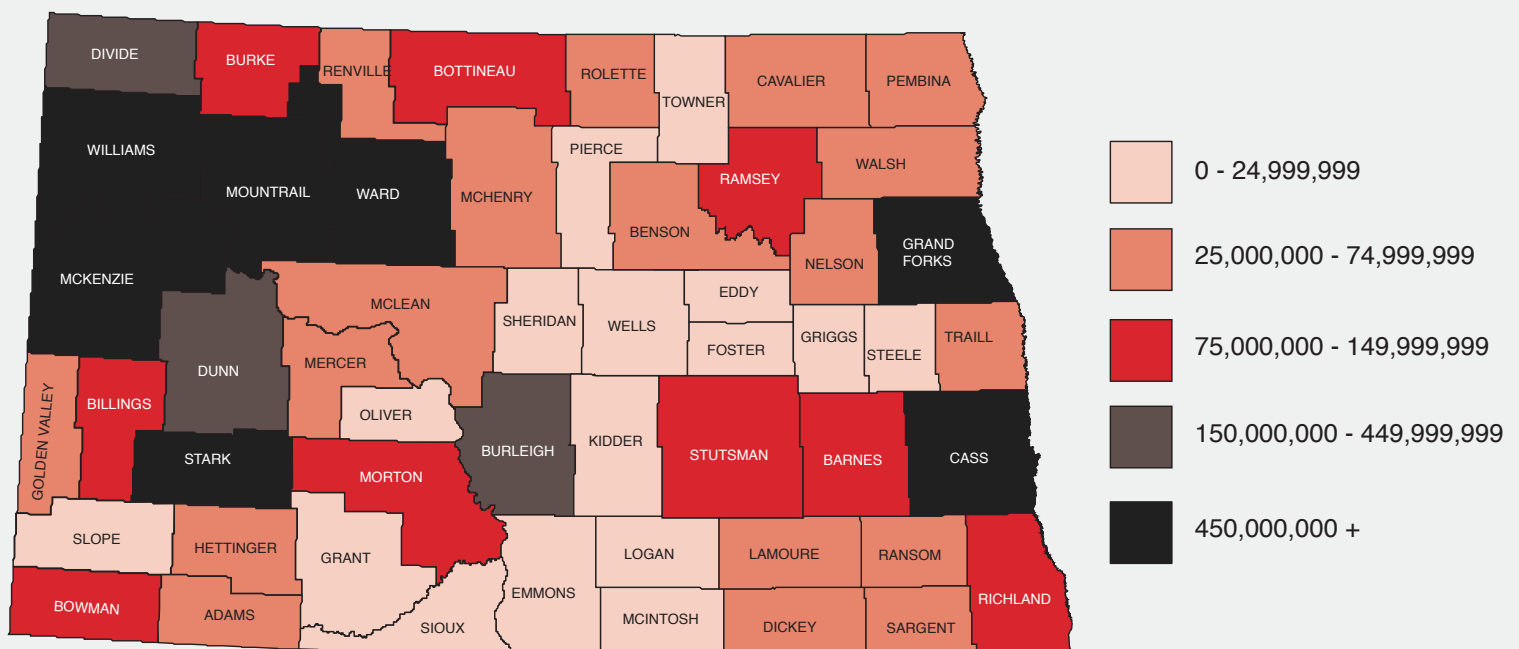 DIVIDE
BURKE
RENVILLE
BOTTINEAU
ROLETTE
TOWNER
CAVALIER
PEMBINA
WILLIAMS
MOUNTRAIL
WARD
MCHENRY
PIERCE
BENSON
RAMSEY
WALSH
NELSON
GRAND
FORKS
MCKENZIE
DUNN
MCLEAN
MERCER
OLIVER
SHERIDAN
WELLS
EDDY
FOSTER
GRIGGS
STEELE
TRAILL
GOLDEN VALLEY
BILLINGS
STARK
MORTON
BURLEIGH
KIDDER
STUTSMAN
BARNES
CASS
SLOPE
HETTINGER
GRANT
BOWMAN
ADAMS
SIOUX
EMMONS
LOGAN
MCINTOSH
LAMOURE
DICKEY
RANSOM
SARGENT
RICHLAND
0 - 24,999,999
25,000,000 - 74,999,999
75,000,000 - 149,999,999
150,000,000 - 449,999,999
450,000,000 +